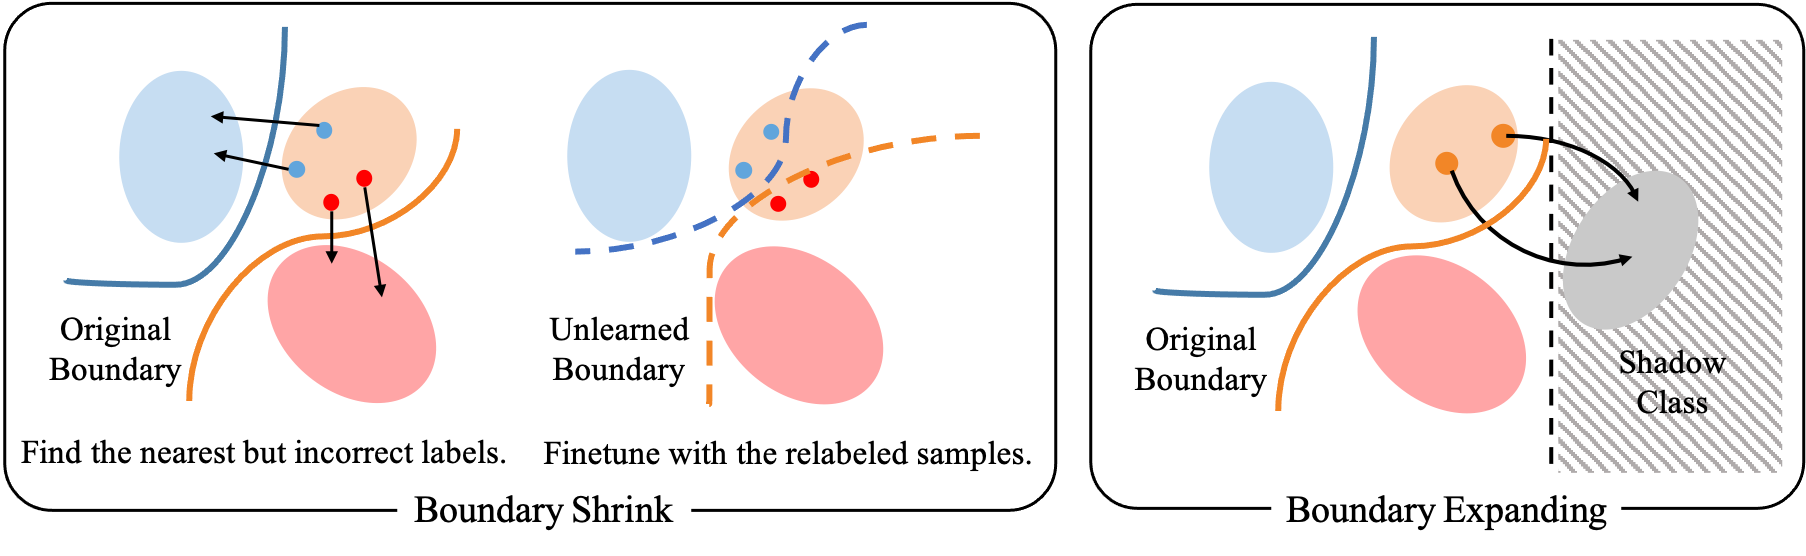 Original
Boundary
Find the nearest but incorrect labels.
Unlearned
Boundary
Finetune with the relabeled samples.
Boundary Shrink
Original
Boundary
Shadow
Class
Boundary Expanding